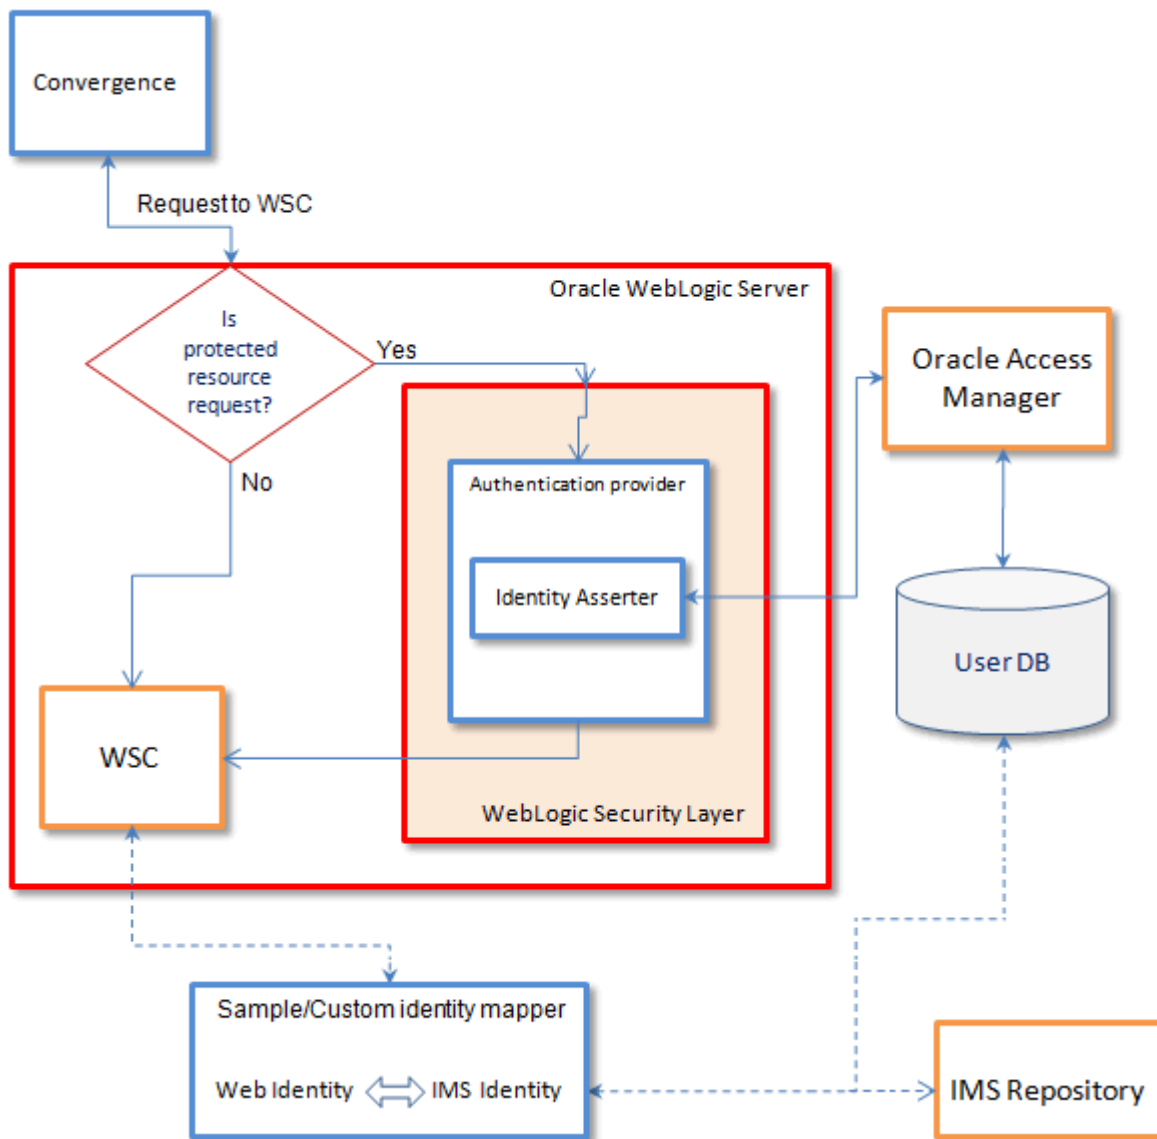 Convergence
Request to WSC
Oracle WebLogic Server
Is
protected
resource
request?
Yes
No
Oracle Access
Manager
Authentication provider
Identity Asserter
User DB
WSC
WebLogic Security Layer
Sample/Custom identity mapper
Web Identity
IMS Identity
IMS Repository